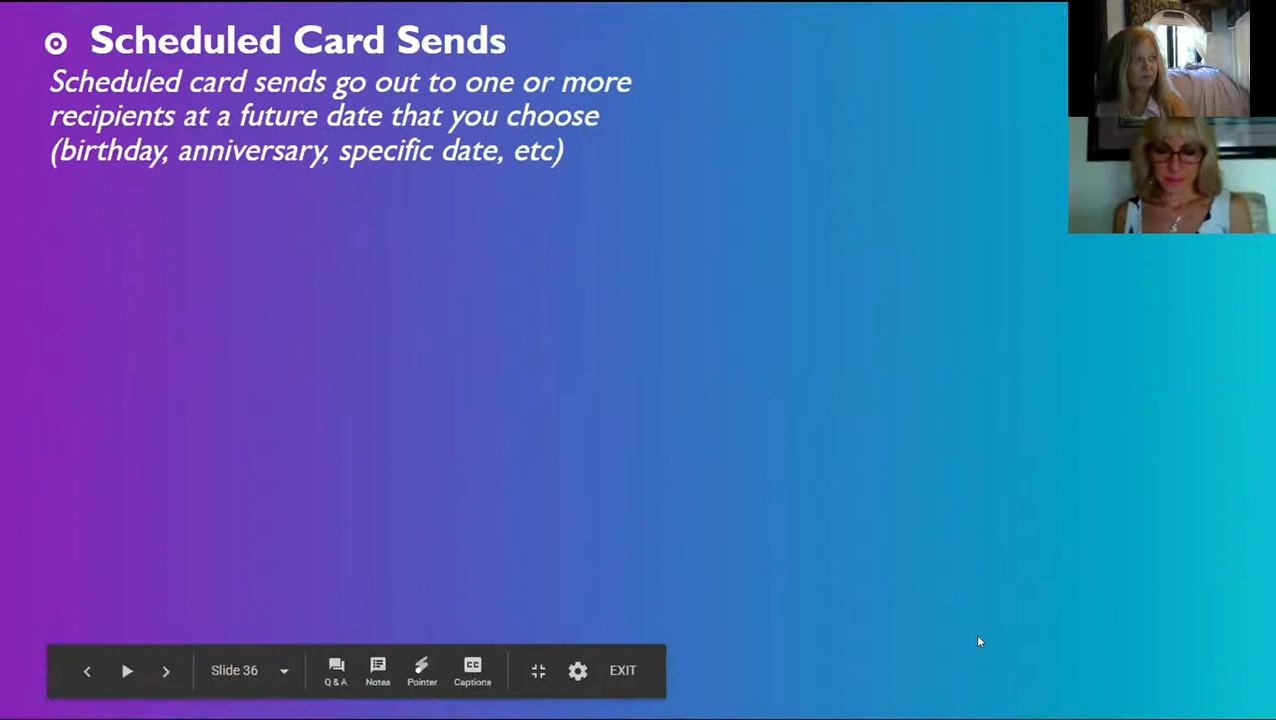 Scheduled Card Sends
Scheduled card sends go out to one or more
recipients at a future date that you choose
(birthday, anniversary, specific date, etc)
Slide 36
Q & A
Notes
Pointer
CC
Captions
EXIT